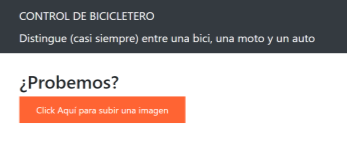 CONTROL DE BICICLETERO
Distingue (casi siempre) entre una bici, una moto y un auto
¿Probemos?
Click Aquí para subir una imagen